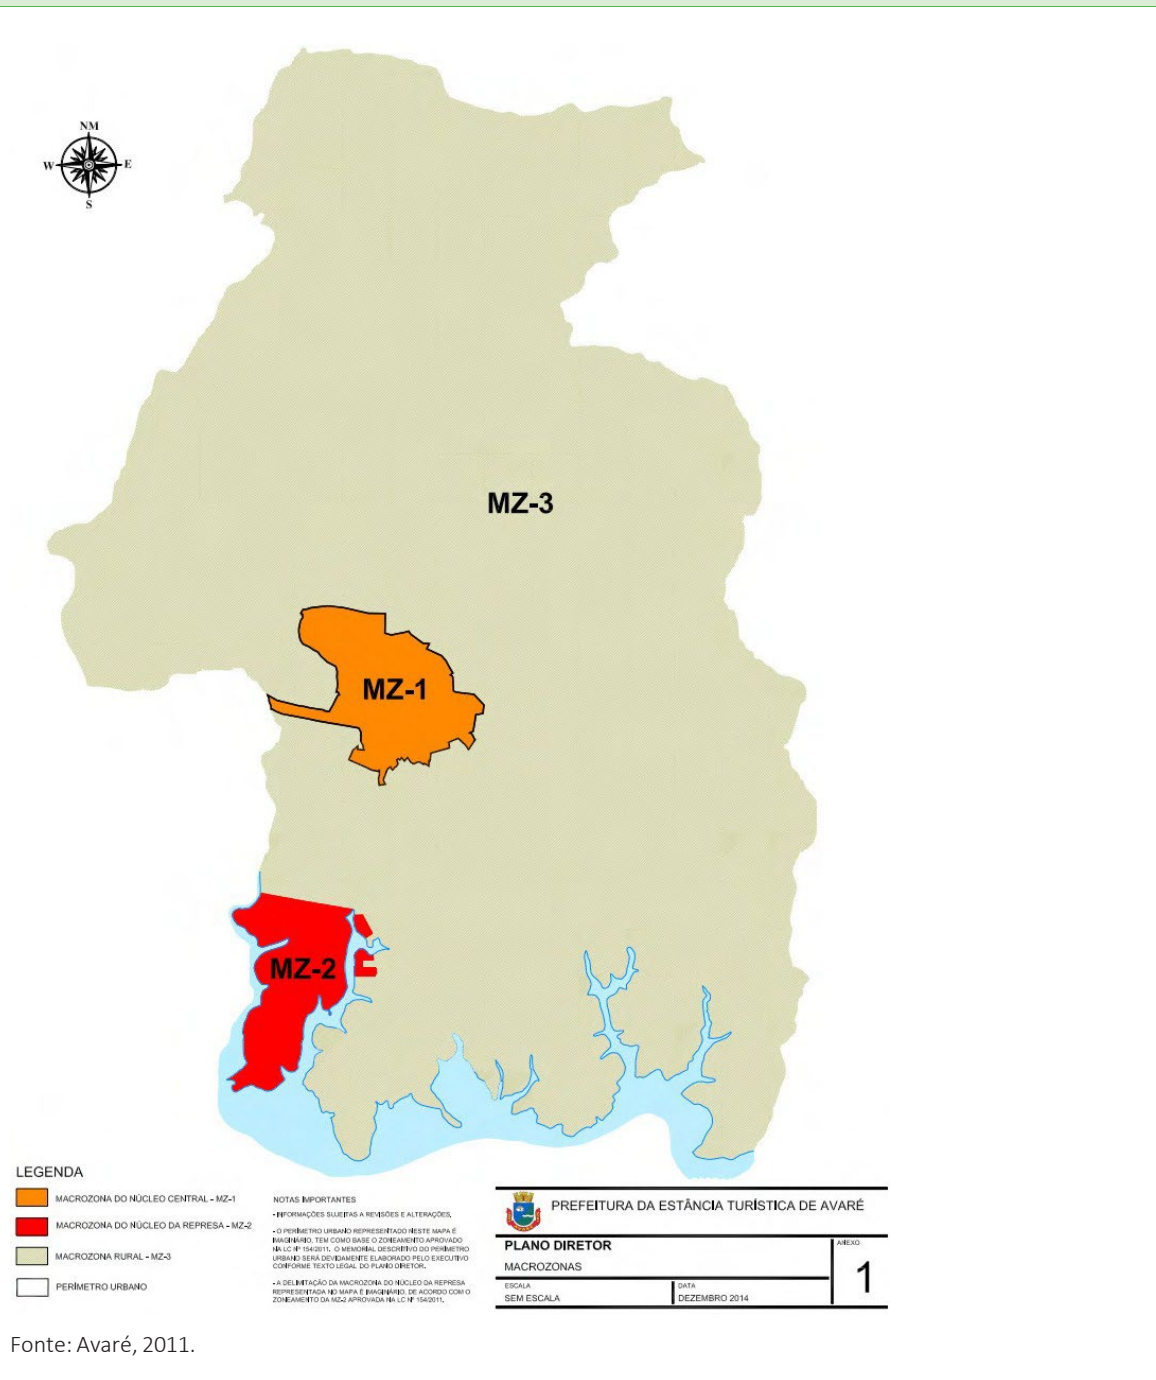 NM
W
E
S
MZ-3
MZ-1
MZ-2
LEGENDA
MACROZONA DO NÚCLEO CENTRAL - MZ-1
MACROZONA DO NÚCLEO DA REPRESA - MZ-2
MACROZONA RURAL - MZ-3
PERÍMETRO URBANO
NOTAS IMPORTANTES
- INFORMAÇÕES SUJEITAS A REVISÕES E ALTERAÇÕES,
- O PERÍMETRO URBANO REPRESENTADO NESTE MAPA É
IMAGINÁRIO, TEM COMO BASE O ZONEAMENTO APROVADO
NA LC Nº 154/2011. O MEMORIAL DESCRITIVO DO PERÍMETRO
URBANO SERÁ DEVIDAMENTE ELABORADO PELO EXECUTIVO
CONFORME TEXTO LEGAL DO PLANO DIRETOR.
- A DELIMITAÇÃO DA MACROZONA DO NÚCLEO DA REPRESA
REPRESENTADA NO MAPA É IMAGINÁRIO, DE ACORDO COM O
ZONEAMENTO DA MZ-2 APROVADA NA LC Nº 154/2011.
PREFEITURA DA ESTÂNCIA TURÍSTICA DE AVARÉ
PLANO DIRETOR
MACROZONAS
ANEXO
1
ESCALA
SEM ESCALA
DATA
DEZEMBRO 2014
Fonte: Avaré, 2011.